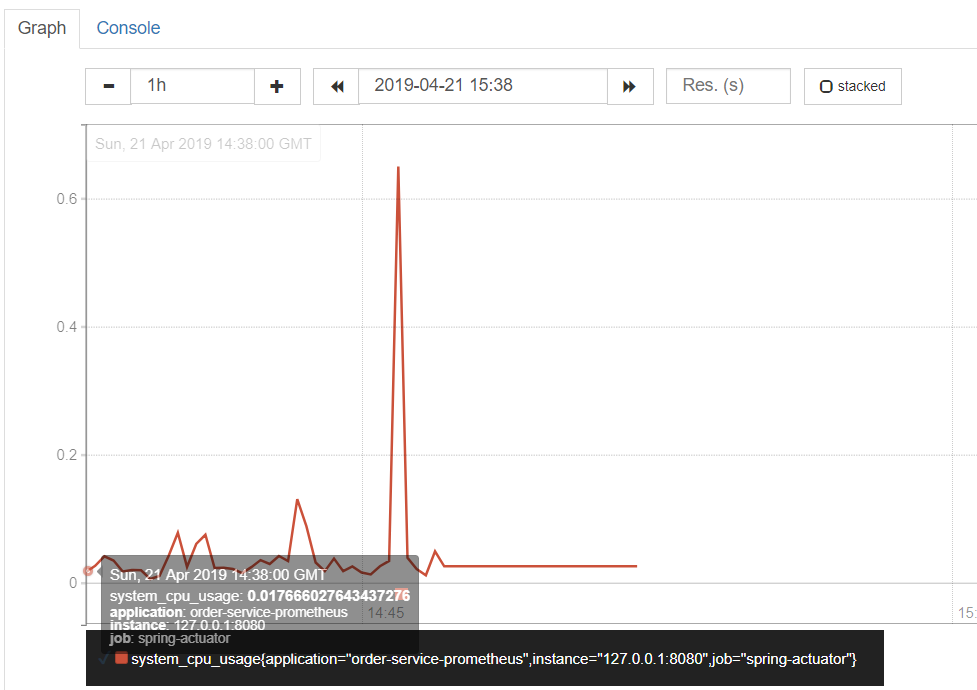 Graph Console
1h 2019-04-21 15:38 Res. (s) stacked
Sun, 21 Apr 2019 14:38:00 GMT
0.6
0.4
0.2
0
Sun, 21 Apr 2019 14:38:00 GMT
system_cpu_usage: 0.017666027643437276
application: order-service-prometheus
instance: 127.0.0.1:8080
job: spring-actuator
14:45
15:
system_cpu_usage{application="order-service-prometheus",instance="127.0.0.1:8080",job="spring-actuator"}